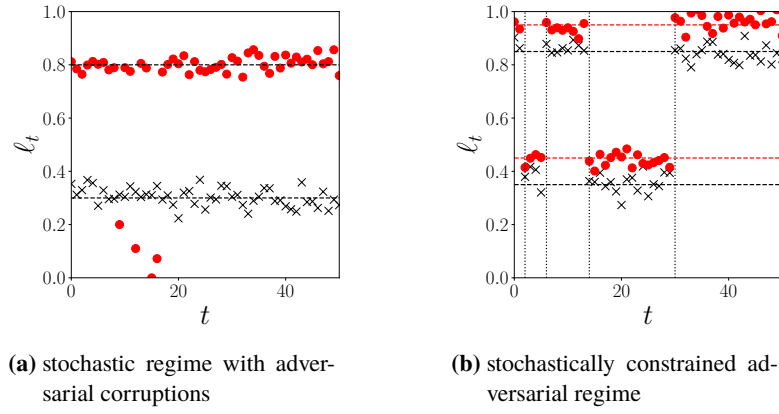 1.0
0.8
0.6
0.4
0.2
0.0
ℓt
0 20 40
t
(a) stochastic regime with adver-
sarial corruptions
1.0
0.8
0.6
0.4
0.2
0.0
ℓt
0 20 40
t
(b) stochastically constrained ad-
versarial regime